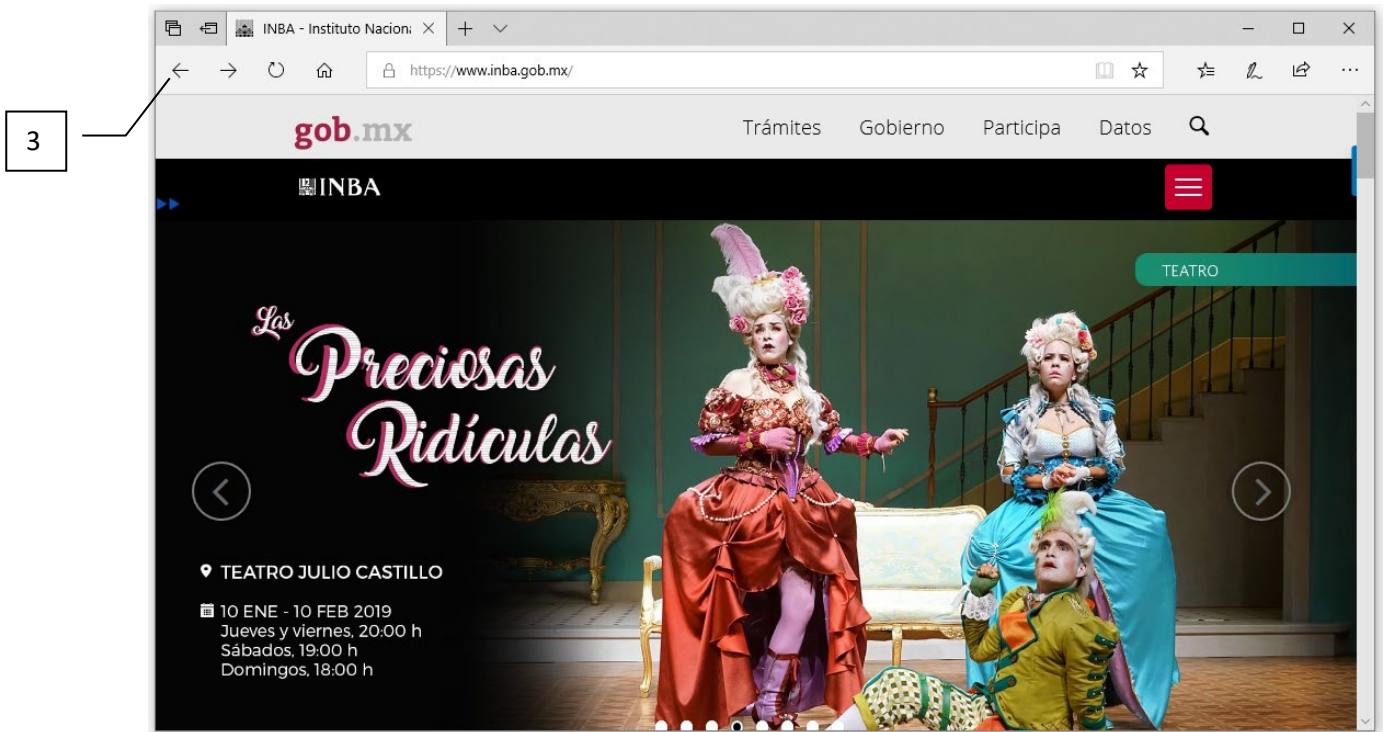 INBA - Instituto Nacion
https://www.inba.gob.mx/
3
gob.mx
Trámites Gobierno Participa Datos
INBA
TEATRO
Las
Preciosas
Ridículas
TEATRO JULIO CASTILLO
10 ENE - 10 FEB 2019
Jueves y viernes, 20:00 h
Sábados, 19:00 h
Domingos, 18:00 h